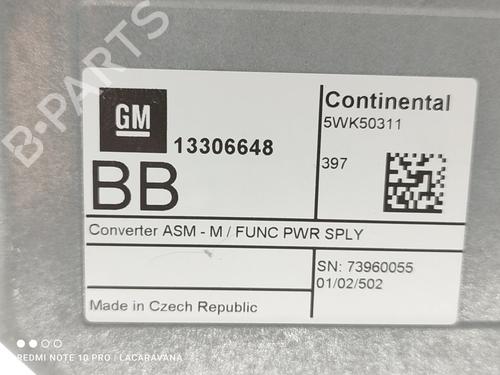 B-PARTS
GM
13306648
BB
Continental
5WK50311
397
Converter ASM - M / FUNC PWR SPLY
SN: 73960055
01/02/502
Made in Czech Republic
REDMI NOTE 10 PRO | LACARAVANA